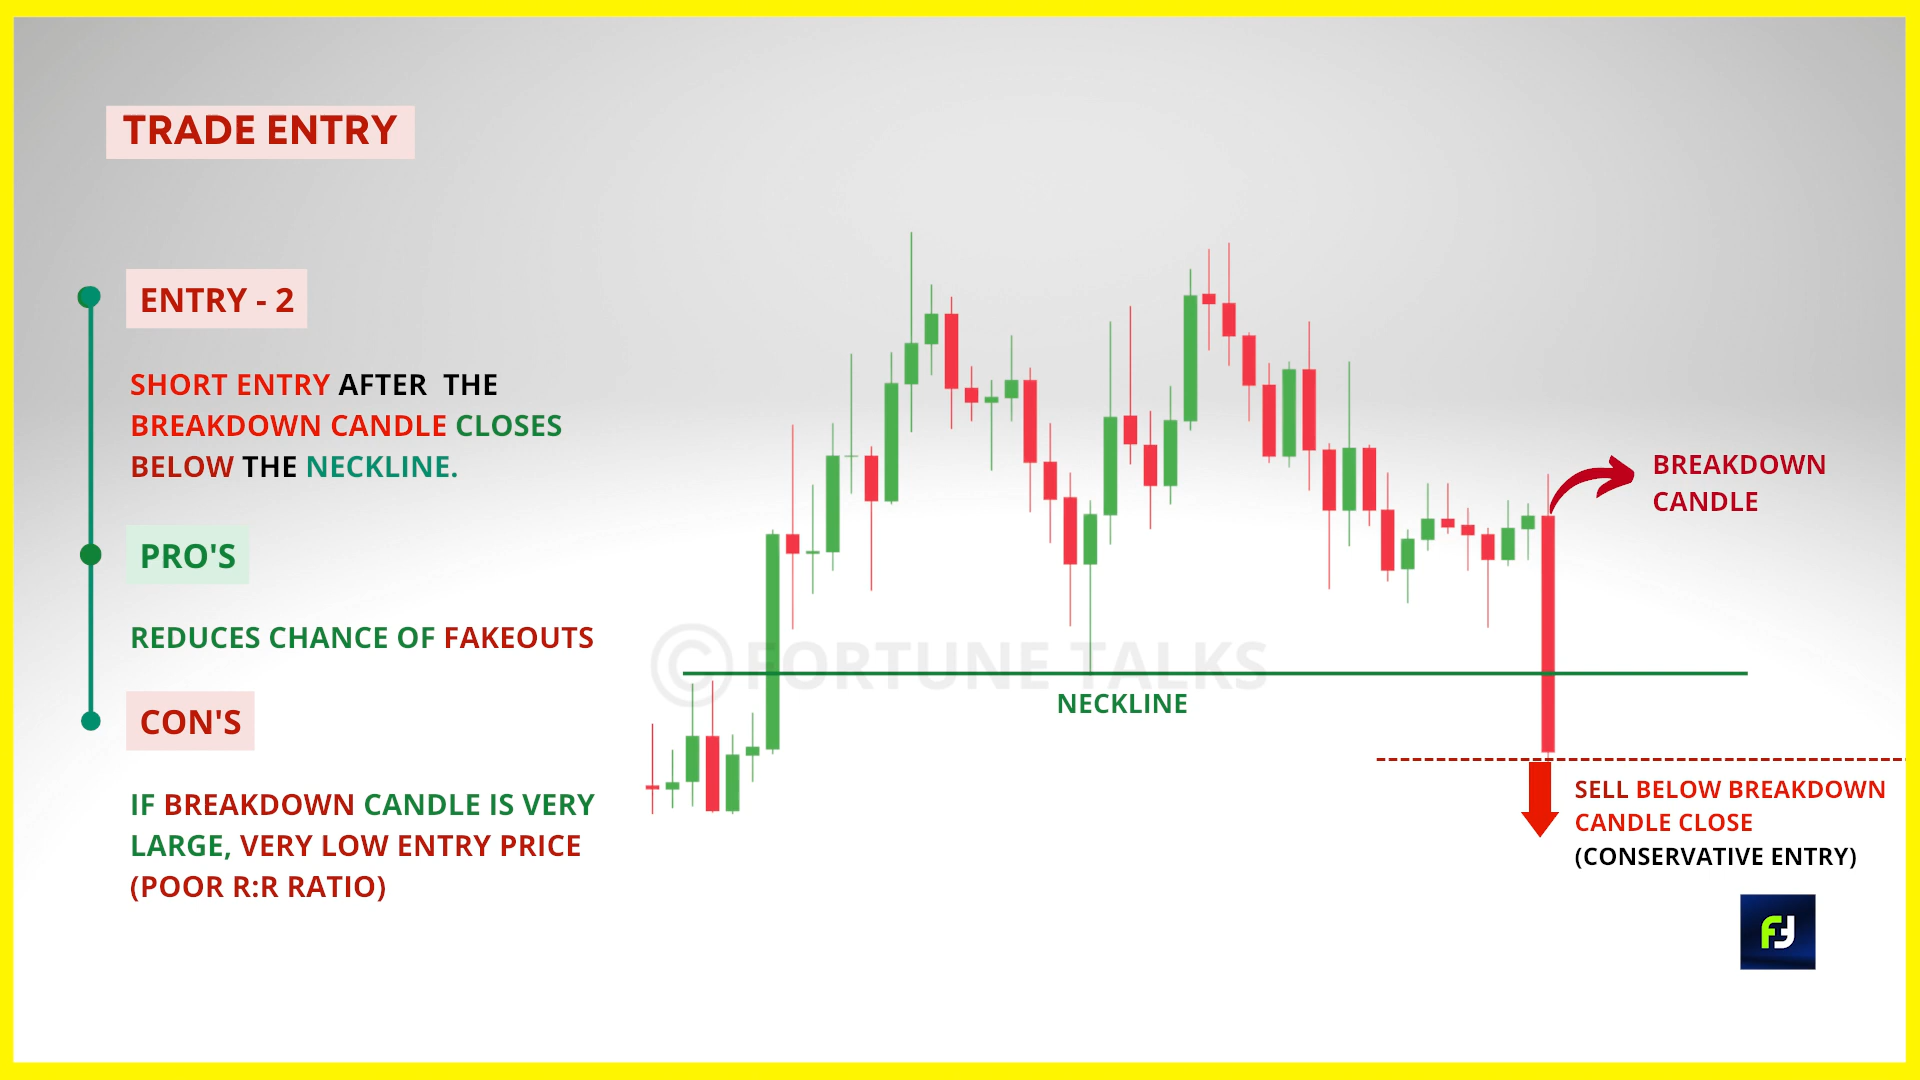 TRADE ENTRY
ENTRY - 2
SHORT ENTRY AFTER THE
BREAKDOWN CANDLE CLOSES
BELOW THE NECKLINE.
PRO'S
REDUCES CHANCE OF FAKEOUTS
CON'S
IF BREAKDOWN CANDLE IS VERY
LARGE, VERY LOW ENTRY PRICE
(POOR R:R RATIO)
BREAKDOWN
CANDLE
© FORTUNE TALKS
NECKLINE
SELL BELOW BREAKDOWN
CANDLE CLOSE
(CONSERVATIVE ENTRY)